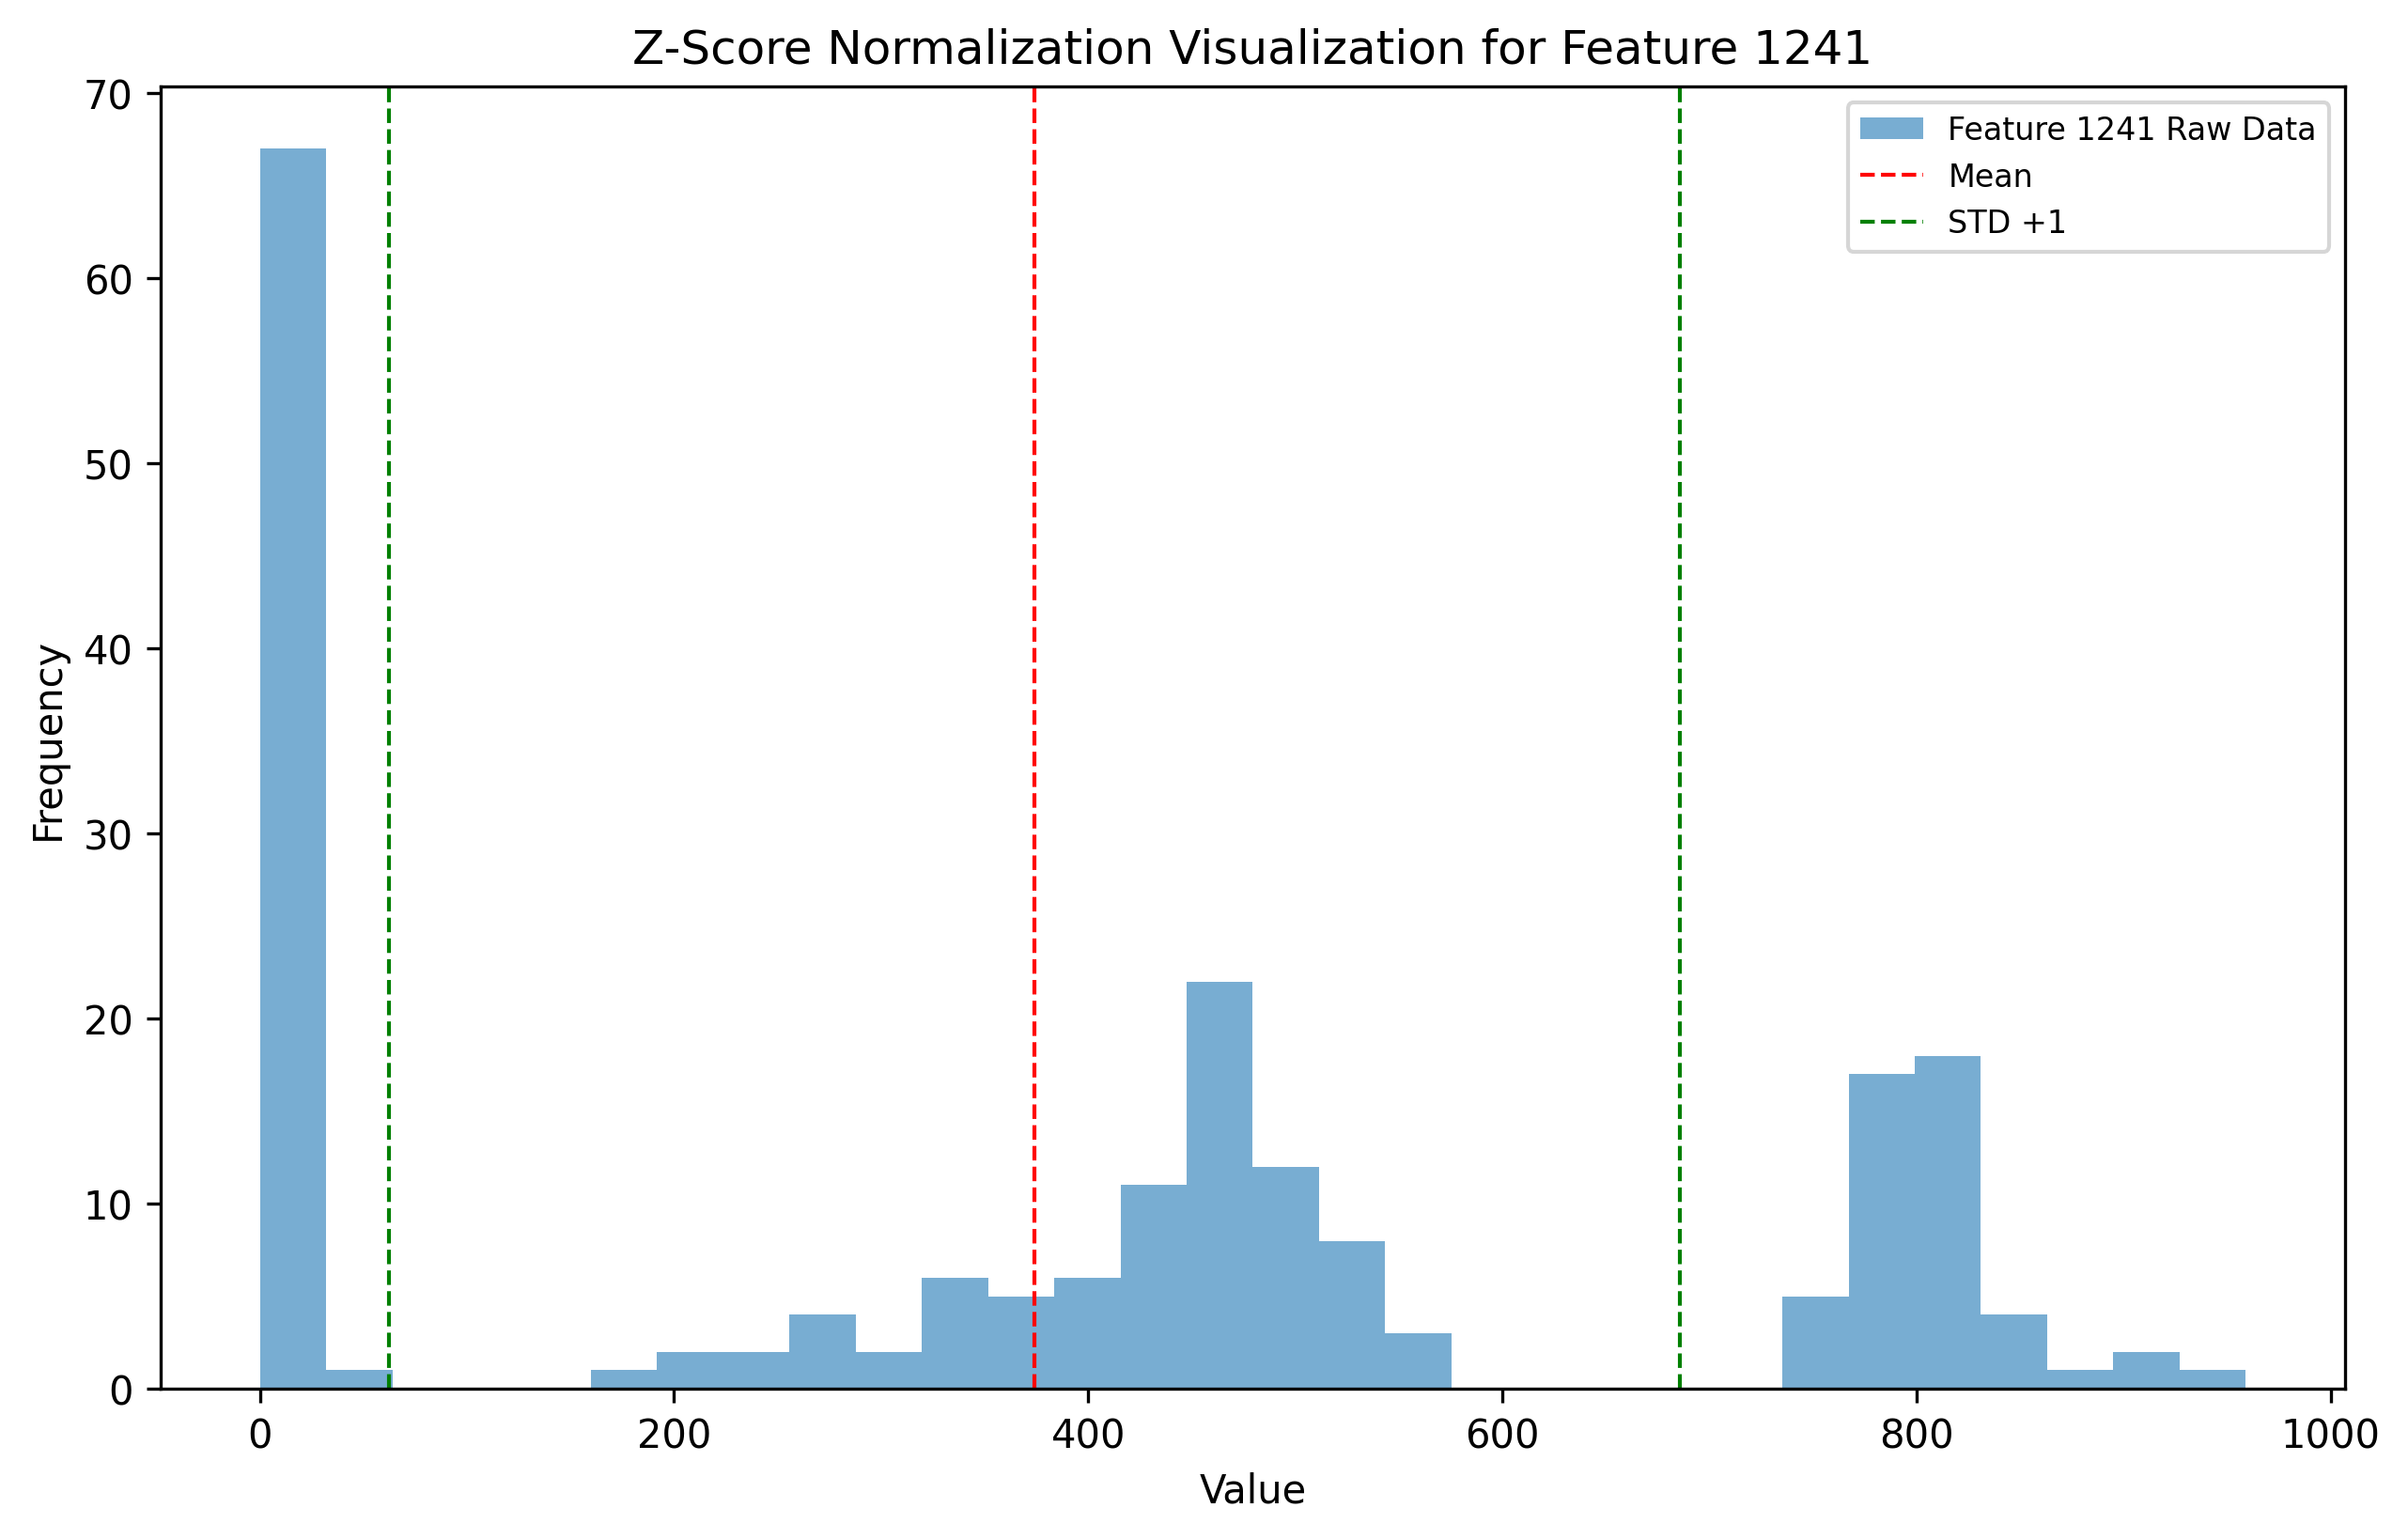 Z-Score Normalization Visualization for Feature 1241
Feature 1241 Raw Data
Mean
STD +1
70
60
50
40
30
20
10
0
Frequency
0 200 400 600 800 1000
Value